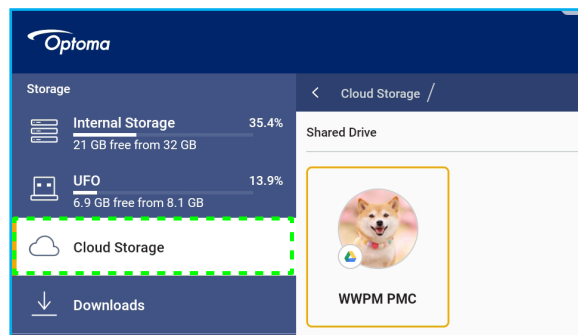 Optoma
Storage
Internal Storage 35.4%
21 GB free from 32 GB
UFO 13.9%
6.9 GB free from 8.1 GB
Cloud Storage
Downloads
Cloud Storage /
Shared Drive
WWPM PMC